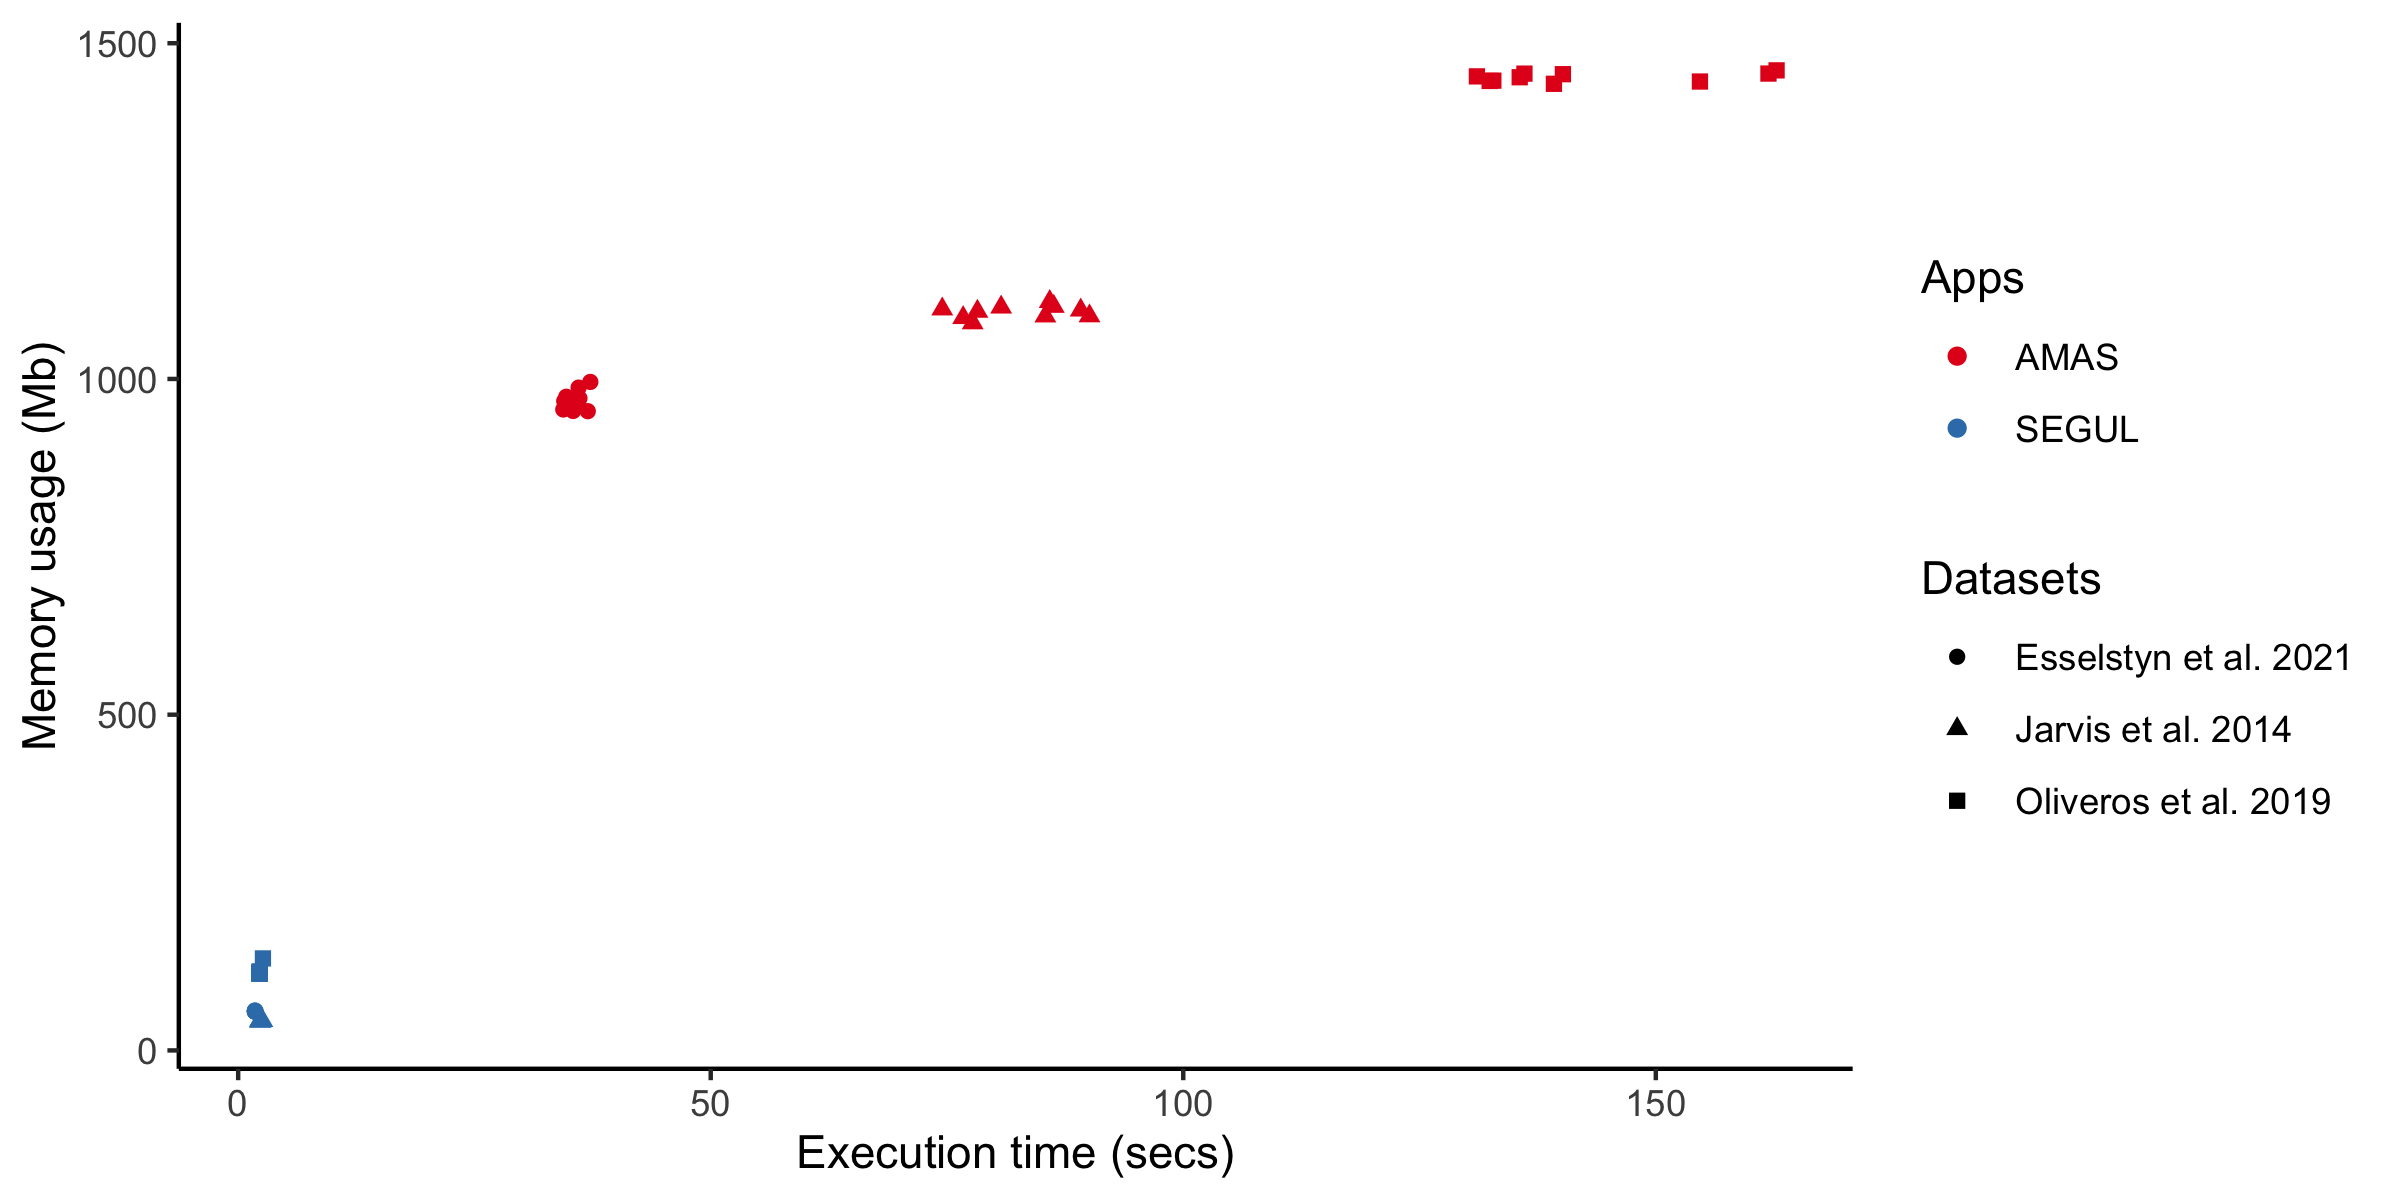 1500
1000
500
0
0
50
100
150
Memory usage (Mb)
Execution time (secs)
Apps
AMAS
SEGUL
Datasets
Esselstyn et al. 2021
Jarvis et al. 2014
Oliveros et al. 2019